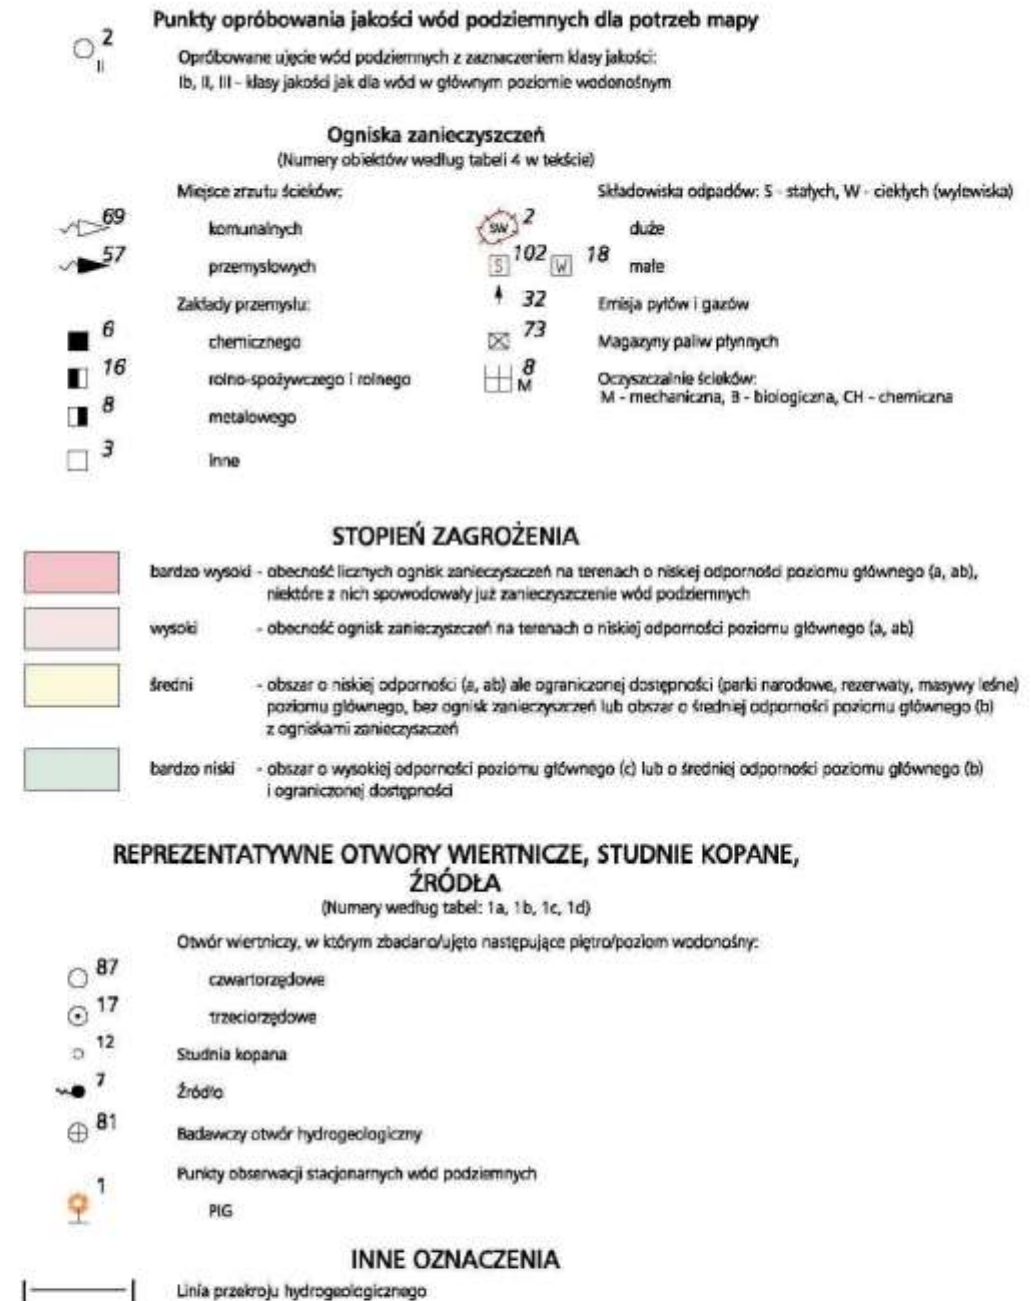 Punkty opróbowania jakości wód podziemnych dla potrzeb mapy
2
II
Opróbowane ujęcie wód podziemnych z zaznaczeniem klasy jakości:
Ib, II, III - klasy jakości jak dla wód w głównym poziomie wodonośnym
Ogniska zanieczyszczeń
(Numery obiektów według tabeli 4 w tekście)
Miejsce zrzutu ścieków:
69
komunalnych
57
przemysłowych
Zakłady przemysłu:
6
chemicznego
16
rolno-spożywczego i rolnego
8
metalowego
3
inne
Składowiska odpadów: S - stałych, W - ciekłych (wylewiska)
SW 2
duże
S 102 W 18
małe
32
Emisja pyłów i gazów
73
Magazyny paliw płynnych
8
M
Oczyszczalnie ścieków:
M - mechaniczna, B - biologiczna, CH - chemiczna
STOPIEŃ ZAGROŻENIA
bardzo wysoki - obecność licznych ognisk zanieczyszczeń na terenach o niskiej odporności poziomu głównego (a, ab),
niektóre z nich spowodowały już zanieczyszczenie wód podziemnych
wysoki - obecność ognisk zanieczyszczeń na terenach o niskiej odporności poziomu głównego (a, ab)
średni - obszar o niskiej odporności (a, ab) ale ograniczonej dostępności (parki narodowe, rezerwaty, masywy leśne)
poziomu głównego, bez ognisk zanieczyszczeń lub obszar o średniej odporności poziomu głównego (b)
z ogniskami zanieczyszczeń
bardzo niski - obszar o wysokiej odporności poziomu głównego (c) lub o średniej odporności poziomu głównego (b)
i ograniczonej dostępności
REPREZENTATYWNE OTWORY WIERTNICZE, STUDNIE KOPANE,
ŹRÓDŁA
(Numery według tabel: 1a, 1b, 1c, 1d)
Otwór wiertniczy, w którym zbadano/ujęto następujące piętro/poziom wodonośny:
87
czwartorzędowe
17
trzeciorzędowe
12
Studnia kopana
7
Źródło
81
Badawczy otwór hydrogeologiczny
Punkty obserwacji stacjonarnych wód podziemnych
1
PIG
INNE OZNACZENIA
Linia przekroju hydrogeologicznego